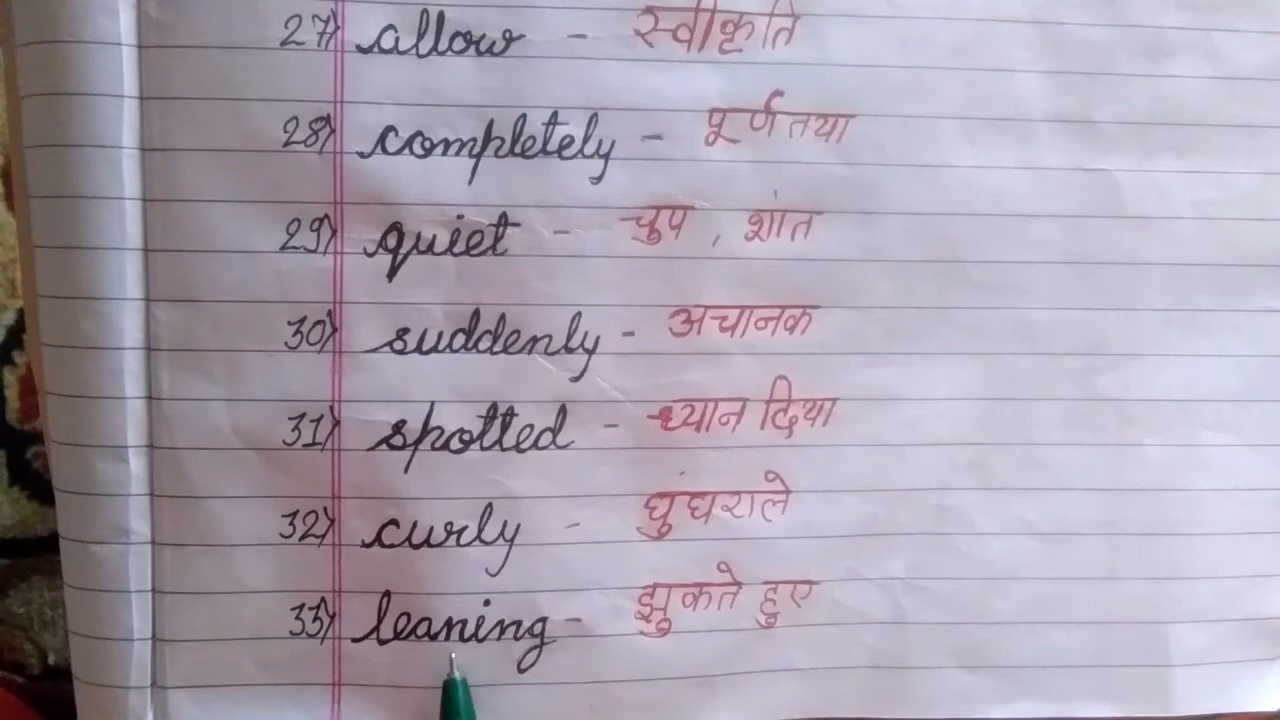 27) allow - स्वीकृति
28) completely - पूर्णतया
29) quiet - चुप , शांत
30) suddenly - अचानक
31) spotted - ध्यान दिया
32) curly - घुंघराले
33) leaning - झुकते हुए